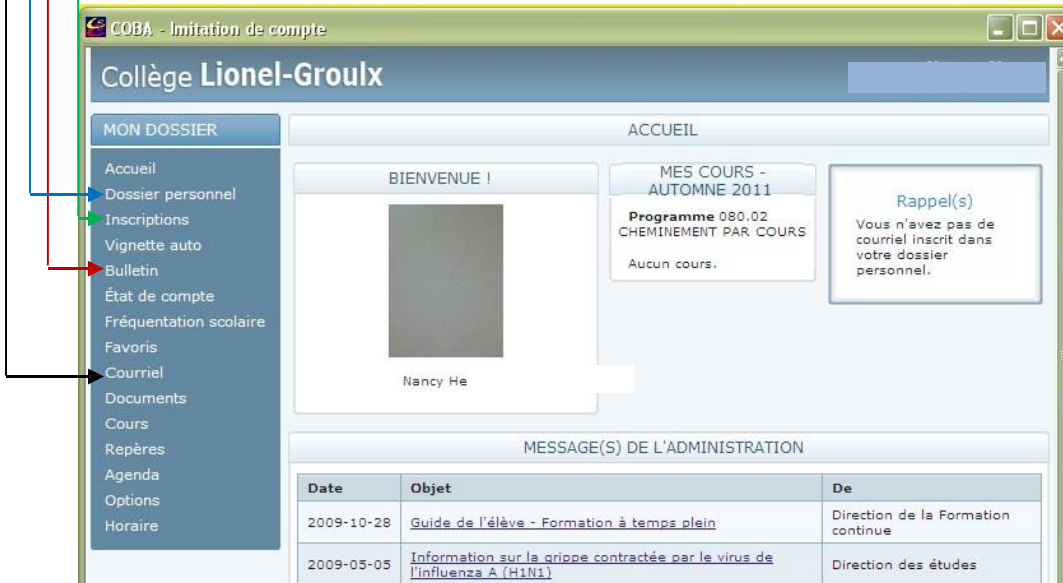 COBA - Imitation de compte
Collège Lionel-Groulx
MON DOSSIER
Accueil
Dossier personnel
Inscriptions
Vignette auto
Bulletin
État de compte
Fréquentation scolaire
Favoris
Courriel
Documents
Cours
Repères
Agenda
Options
Horaire
ACCUEIL
BIENVENUE !
Nancy He
MES COURS -
AUTOMNE 2011
Programme 080.02
CHEMINEMENT PAR COURS
Aucun cours.
Rappel(s)
Vous n'avez pas de
courriel inscrit dans
votre dossier
personnel.
MESSAGE(S) DE L'ADMINISTRATION
Date Objet De
2009-10-28 Guide de l'élève - Formation à temps plein Direction de la Formation
continue
2009-05-05 Information sur la grippe contractée par le virus de
l'influenza A (H1N1) Direction des études